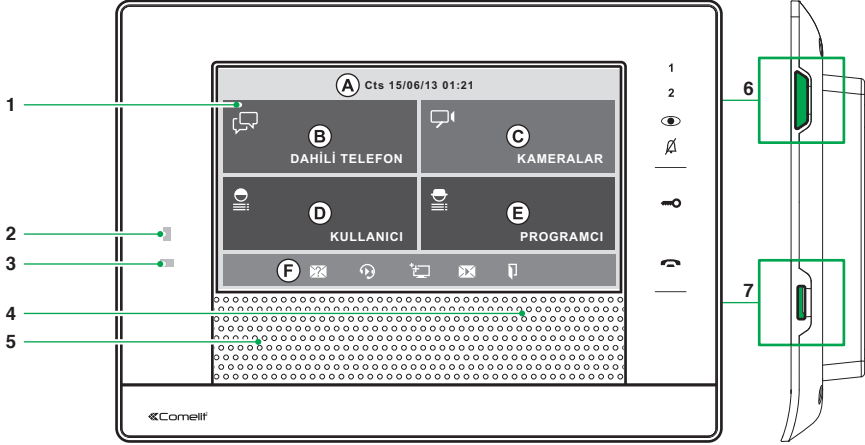 A Cts 15/06/13 01:21
1
B
DAHİLİ TELEFON
C
KAMERALAR
D
KULLANICI
E
PROGRAMCI
F
1
2
2
3
4
5
6
7
Comelit